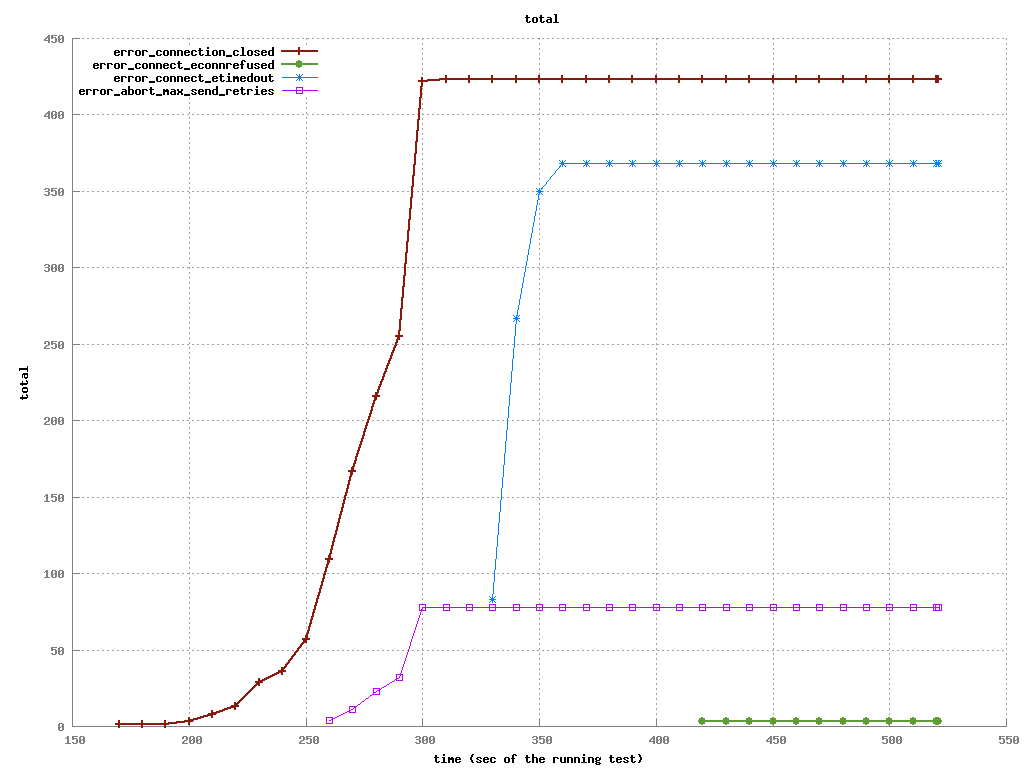 total
450
400
350
300
250
200
150
100
50
0
total
error_connection_closed
error_connect_econnrefused
error_connect_etimedout
error_abort_max_send_retries
150 200 250 300 350 400 450 500 550
time (sec of the running test)